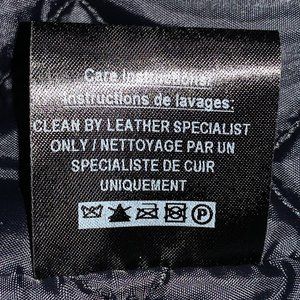 Care Instructions:
Instructions de lavages:
CLEAN BY LEATHER SPECIALIST
ONLY / NETTOYAGE PAR UN
SPECIALISTE DE CUIR
UNIQUEMENT
P